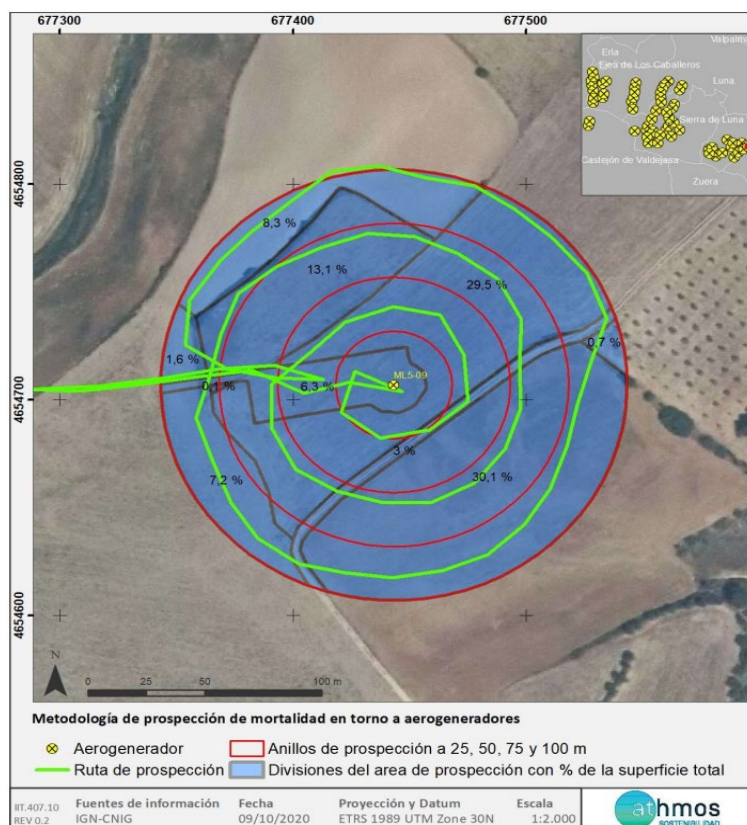 677300 677400 677500
Valpalm
Erla
Ejea de Los Caballeros
Luna
Sierra de Luna
Castejón de Valdejasa
Zuera
4654800
8,3 %
13,1 %
29,5 %
1,6 %
0,7 %
0,1 %
6,3 %
ML5-09
4654700
3 %
7,2 %
30,1 %
4654600
N
0 25 50 100 m
Metodología de prospección de mortalidad en torno a aerogeneradores
Aerogenerador Anillos de prospección a 25, 50, 75 y 100 m
Ruta de prospección Divisiones del area de prospección con % de la superficie total
IIT.407.10 Fuentes de información Fecha Proyección y Datum Escala
REV 0.2 IGN-CNIG 09/10/2020 ETRS 1989 UTM Zone 30N 1:2.000
athmos
SOSTENIBILIDAD